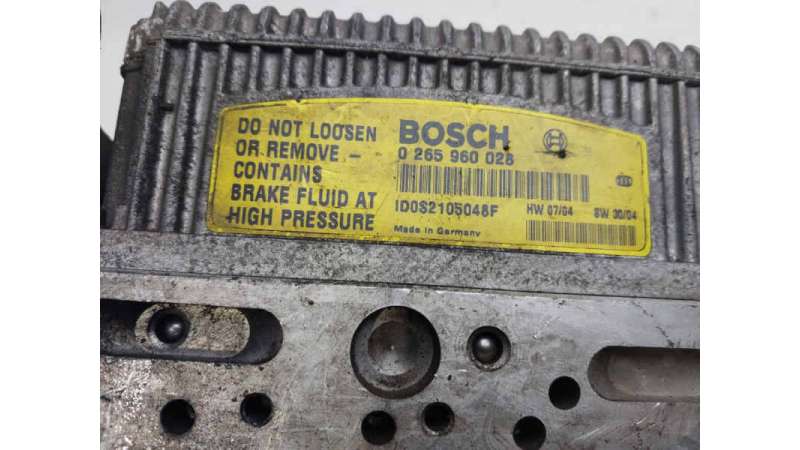 DO NOT LOOSEN
OR REMOVE –
CONTAINS
BRAKE FLUID AT
HIGH PRESSURE
BOSCH
0 265 960 028
1D0S2105048F
Made in Germany
HW 07/04 SW 30/04